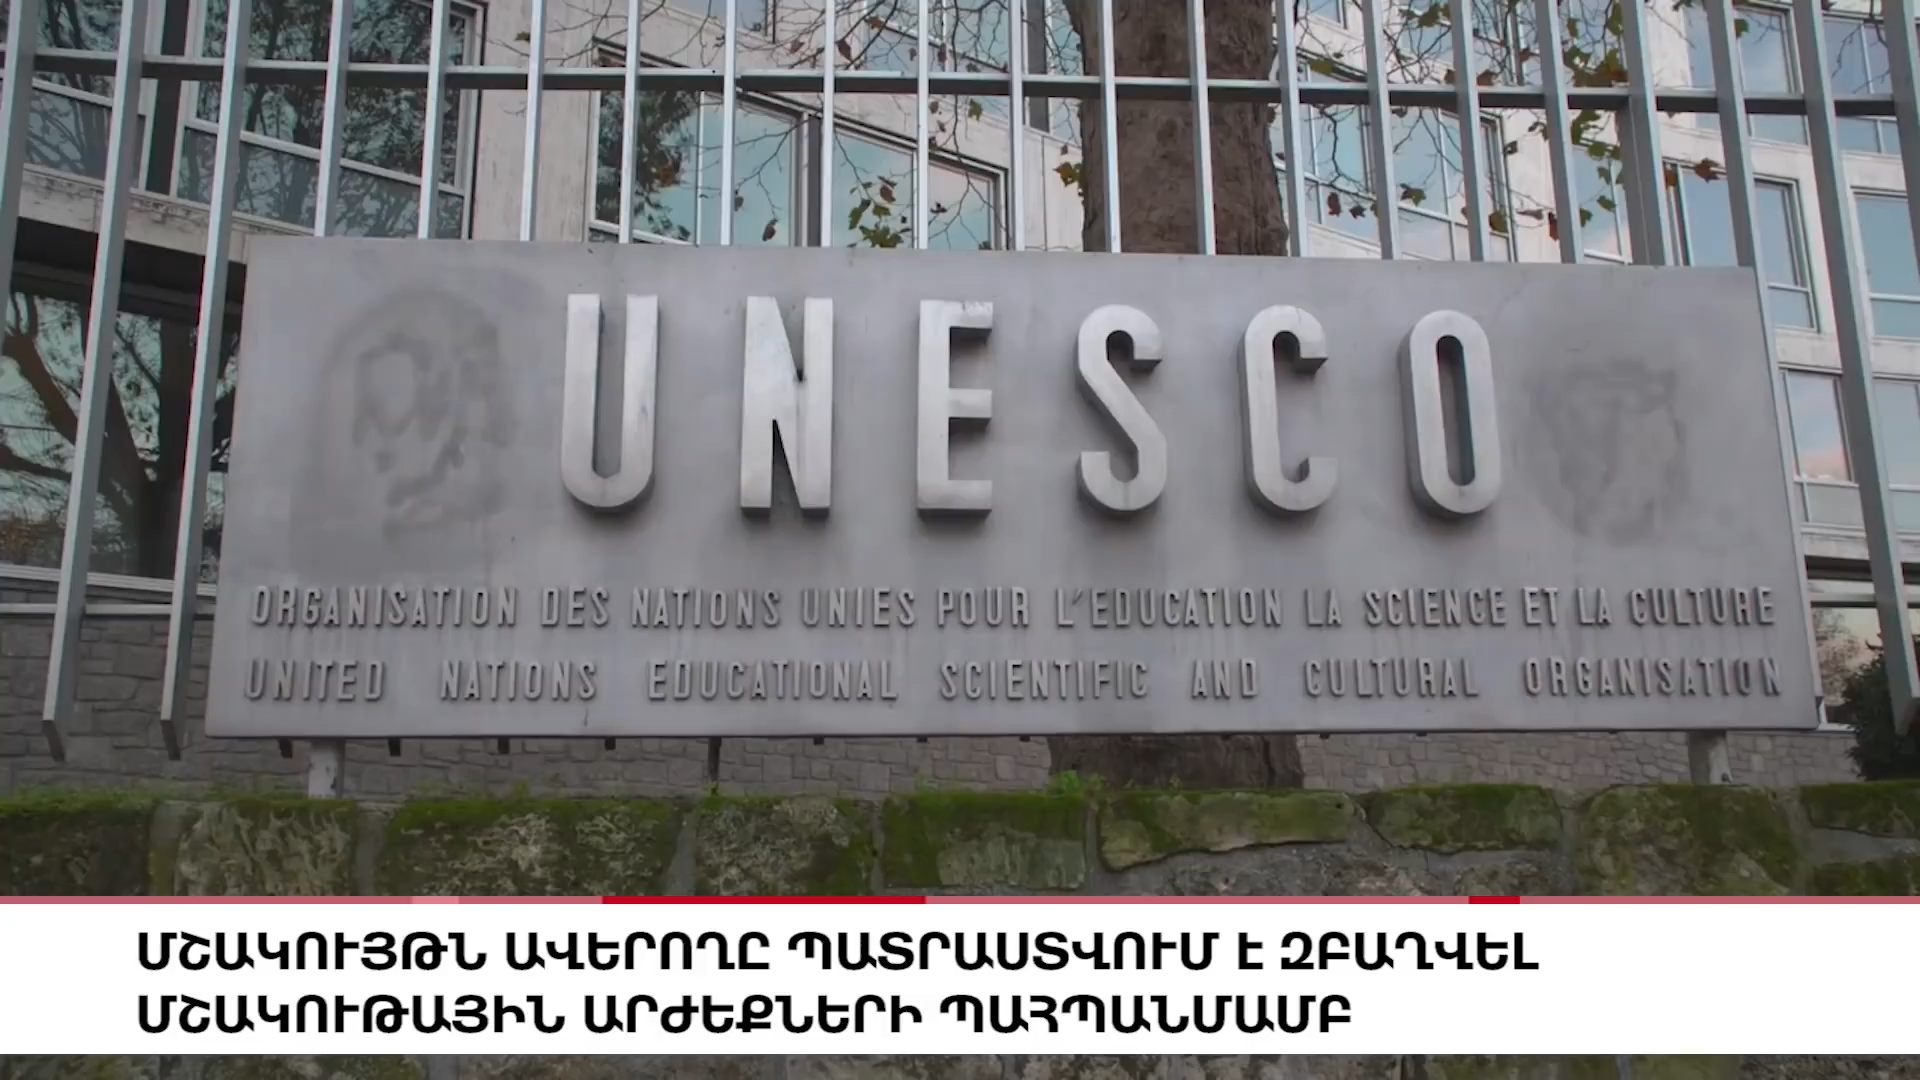 UNESCO
ORGANISATION DES NATIONS UNIES POUR L'EDUCATION LA SCIENCE ET LA CULTURE
UNITED NATIONS EDUCATIONAL SCIENTIFIC AND CULTURAL ORGANISATION
ՄՇԱԿՈՒՅԹՆ ԱՎԵՐՈՂԸ ՊԱՏՐԱՍՏՎՈՒՄ Է ԶԲԱՂՎԵԼ
ՄՇԱԿՈՒԹԱՅԻՆ ԱՐԺԵՔՆԵՐԻ ՊԱՀՊԱՆՄԱՄԲ